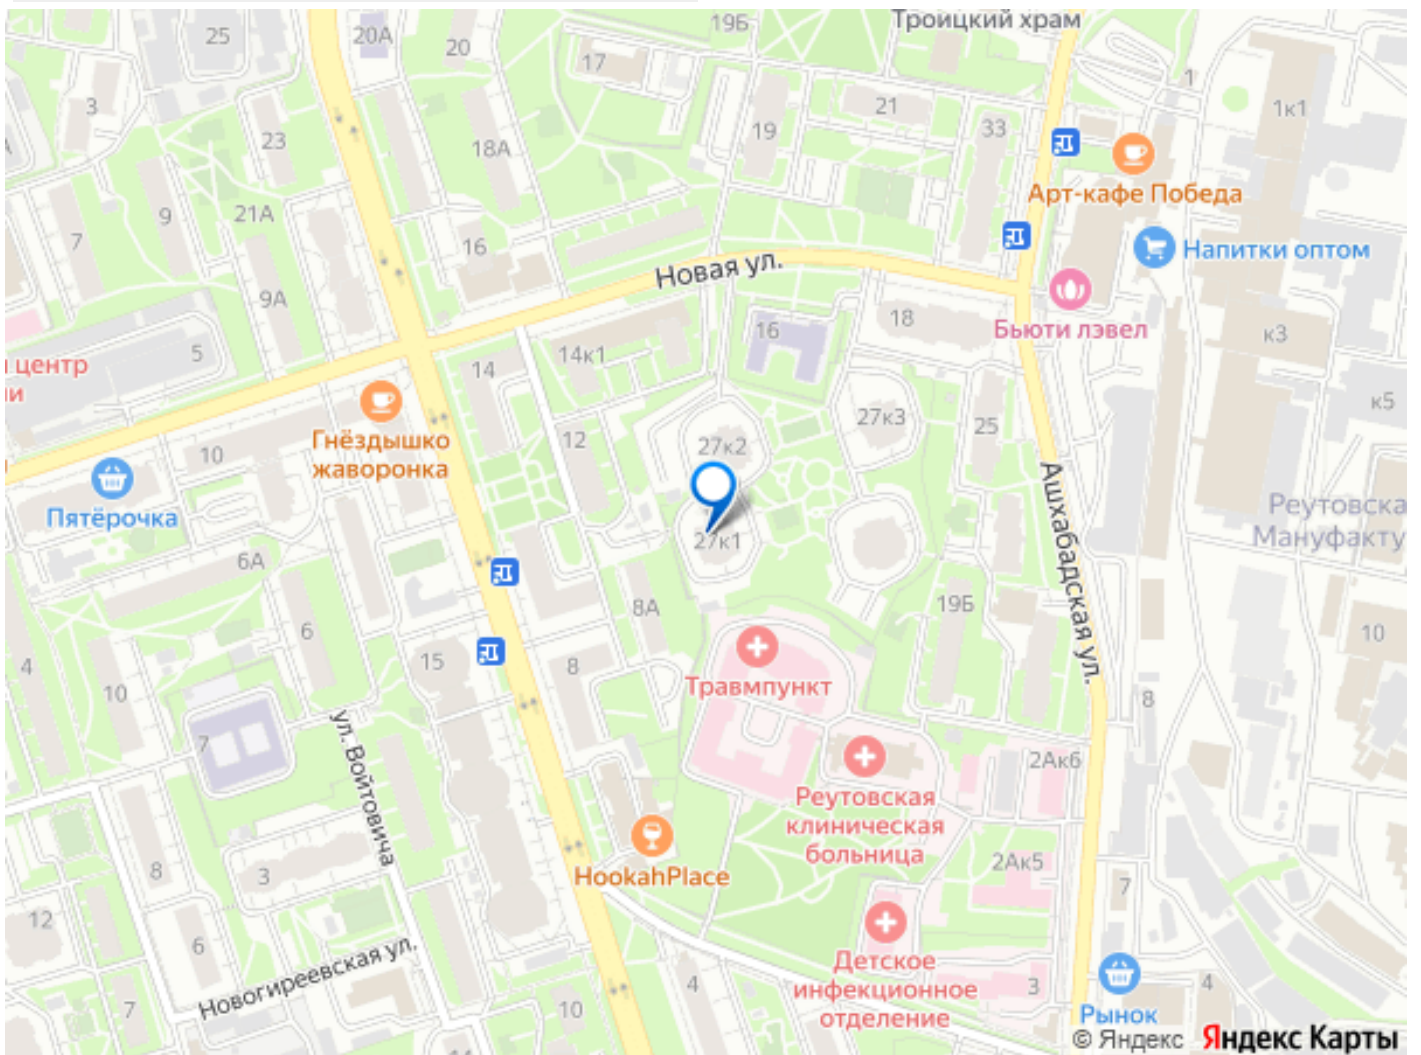 Троицкий храм
19Б
25
20А
20
17
1
3
21
1к1
19
33
23
18А
Арт-кафе Победа
9
21А
7
16
Напитки оптом
Новая ул.
9А
18
16
Бьюти лэвел
к3
5
14к1
центр
14
ии
к5
27к3
25
Гнёздышко
жаворонка
12
27к2
10
Пятёрочка
Ашхабадская ул.
Реутовска
Мануфакту
27к1
6А
8А
19Б
6
10
15
4
8
10
Травмпункт
8
7
ул. Войтовича
2Ак6
Реутовская
клиническая
больница
HookahPlace
8
3
2Ак5
7
12
6
Новогиреевская ул.
Детское
инфекционное
отделение
4
3
4
7
10
Рынок
14
© Яндекс Яндекс Карты